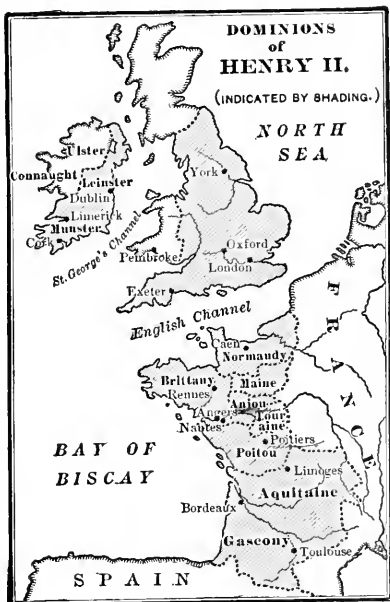 DOMINIONS
of
HENRY II.
(INDICATED BY SHADING.)
NORTH
SEA
Ulster
Connaught
Leinster
Dublin
Limerick
Munster
Cork
St. George's Channel
York
Pembroke
Oxford
London
Exeter
English Channel
Caen
Normandy
FRANCE
Brittany
Rennes
Maine
Anjou
Angers
Tour
aine
Nantes
Poitou
Poitiers
BAY OF
BISCAY
Limoges
Aquitaine
Bordeaux
Gascony
Toulouse
SPAIN